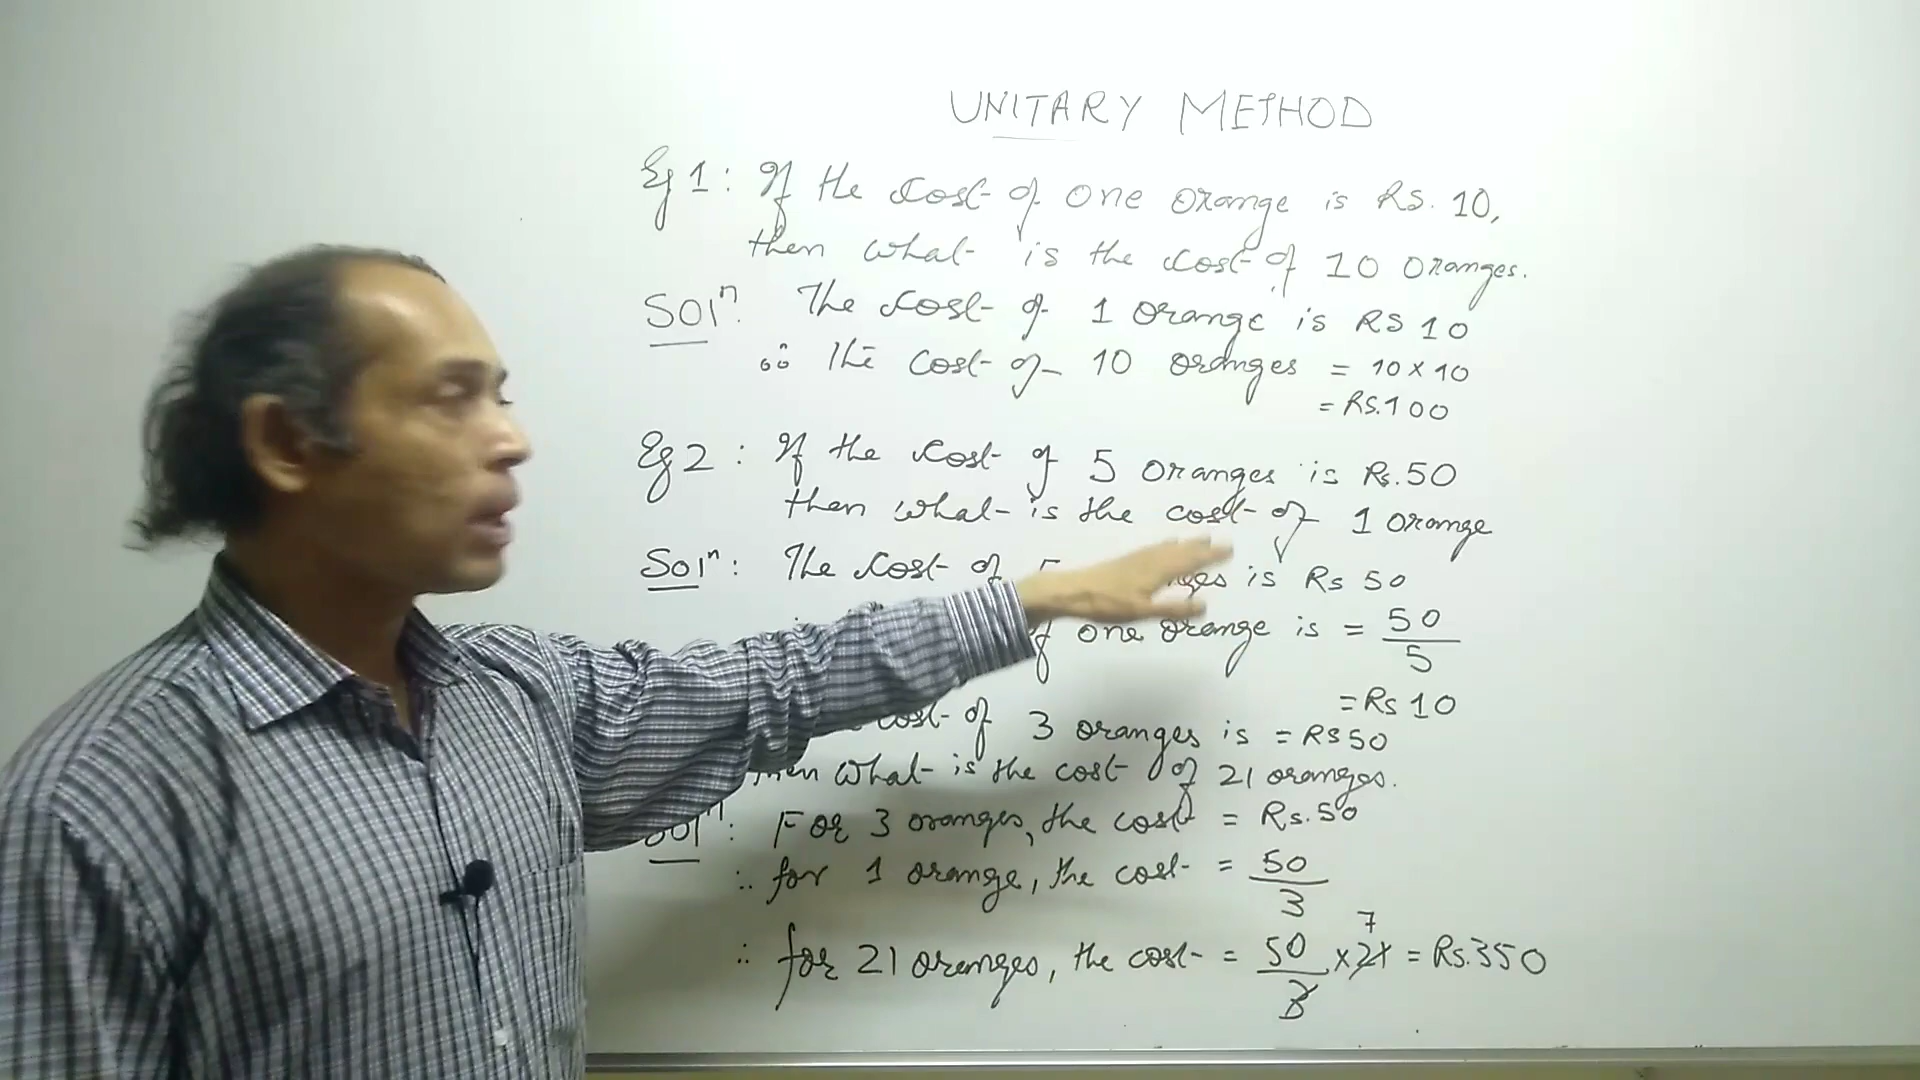 UNITARY METHOD
Eg 1: If the cost of one orange is Rs. 10,
then what is the cost of 10 oranges.
Solⁿ. The cost of 1 orange is RS 10
∴ The cost of 10 oranges = 10 × 10
= RS.100
Eg 2: If the cost of 5 oranges is Rs.50
then what is the cost of 1 orange
Solⁿ: The cost of is Rs 50
of one orange is = 50/5
= Rs 10
cost of 3 oranges is = RS 50
then what is the cost of 21 oranges.
Solⁿ: For 3 oranges, the cost = Rs.50
∴ for 1 orange, the cost = 50/3
∴ for 21 oranges, the cost = 50/3 × 21 7 = Rs.350